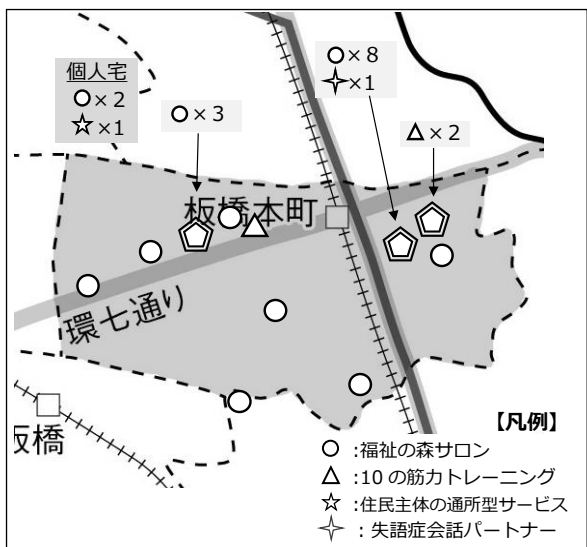 個人宅
○×2
☆×1
○×3
○×8
✧×1
△×2
板橋本町
環七通り
板橋
【凡例】
○ :福祉の森サロン
△ :10の筋力トレーニング
☆ :住民主体の通所型サービス
✧ :失語症会話パートナー